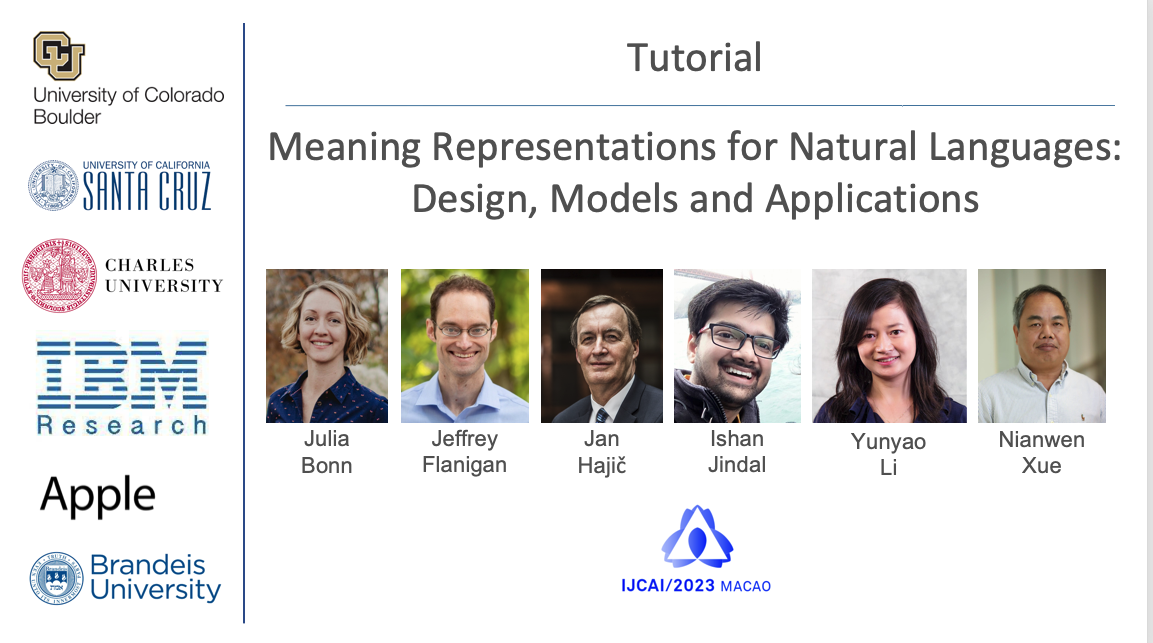 University of Colorado
Boulder
UNIVERSITY OF CALIFORNIA
SANTA CRUZ
CHARLES
UNIVERSITY
IBM
Research
Apple
Brandeis
University
Tutorial
Meaning Representations for Natural Languages:
Design, Models and Applications
Julia
Bonn
Jeffrey
Flanigan
Jan
Hajič
Ishan
Jindal
Yunyao
Li
Nianwen
Xue
IJCAI/2023 MACAO